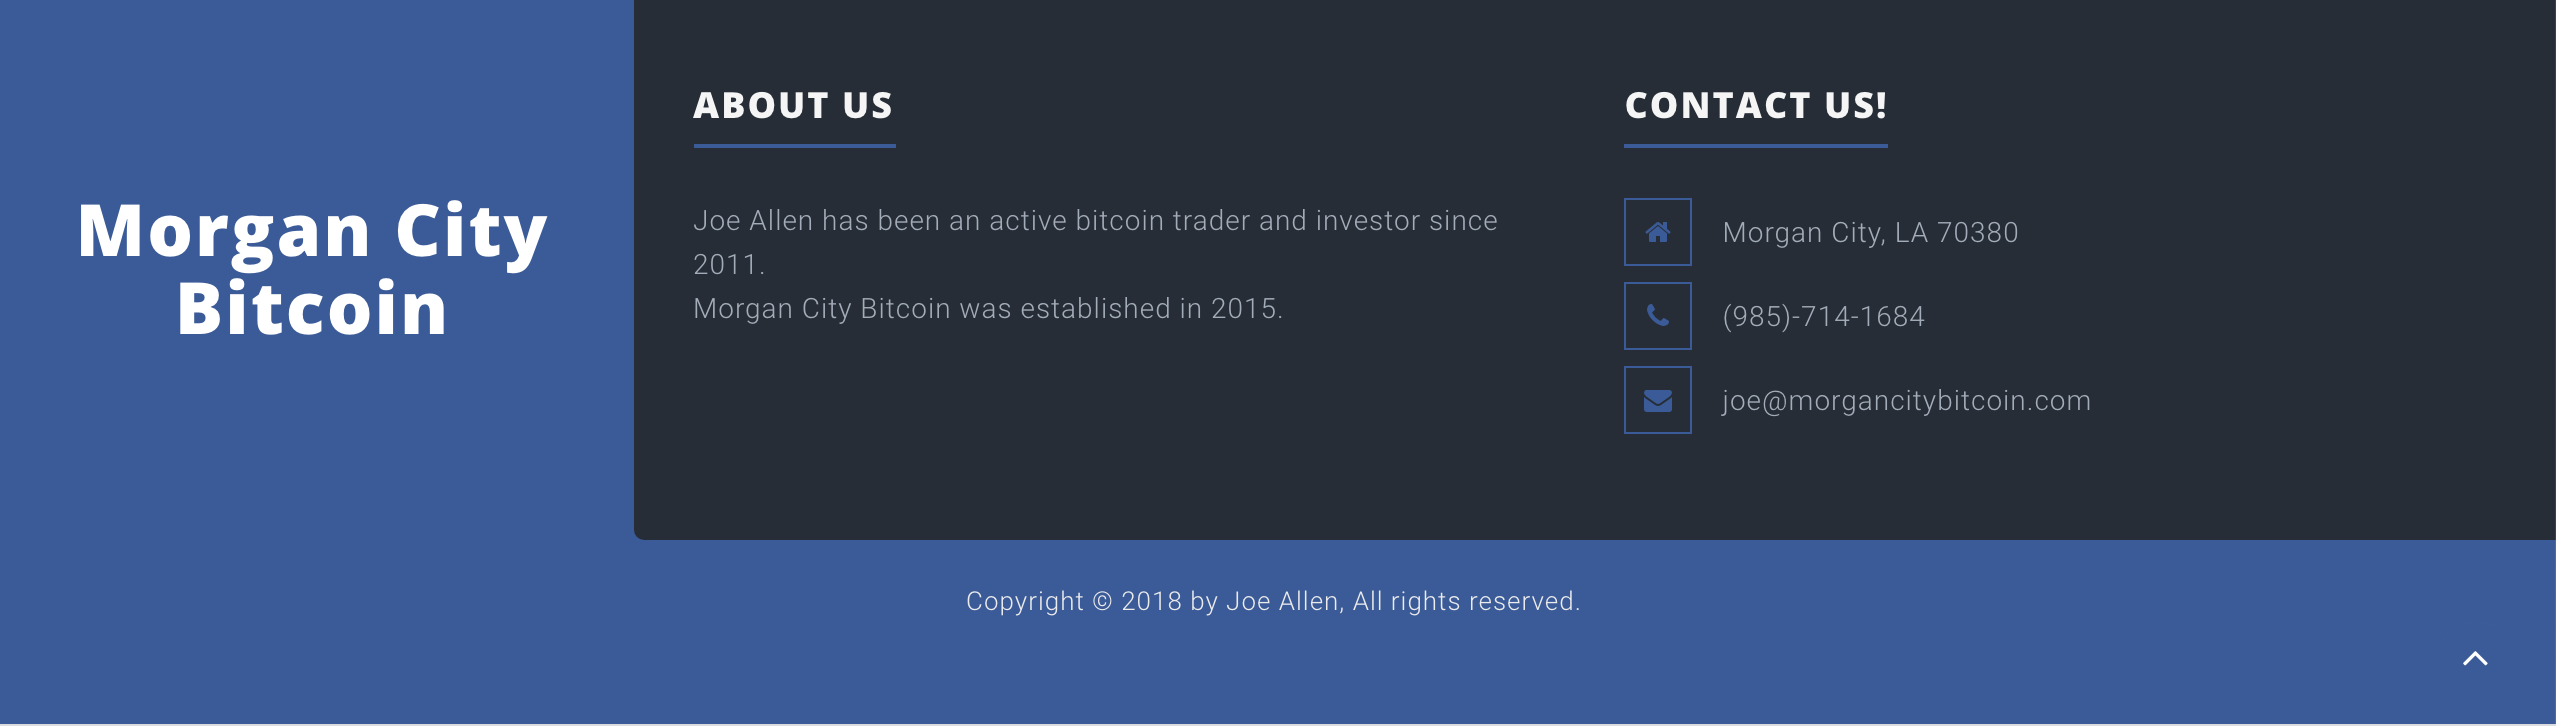 Morgan City
Bitcoin
ABOUT US
Joe Allen has been an active bitcoin trader and investor since
2011.
Morgan City Bitcoin was established in 2015.
CONTACT US!
Morgan City, LA 70380
(985)-714-1684
joe@morgancitybitcoin.com
Copyright © 2018 by Joe Allen, All rights reserved.